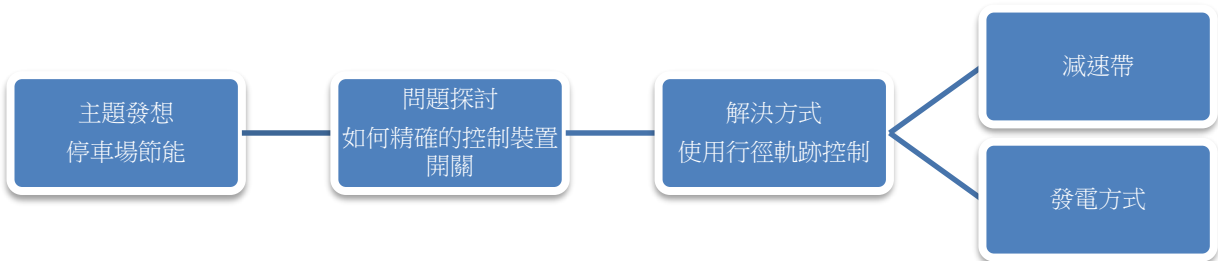 主題發想
停車場節能
問題探討
如何精確的控制裝置
開關
解決方式
使用行徑軌跡控制
減速帶
發電方式